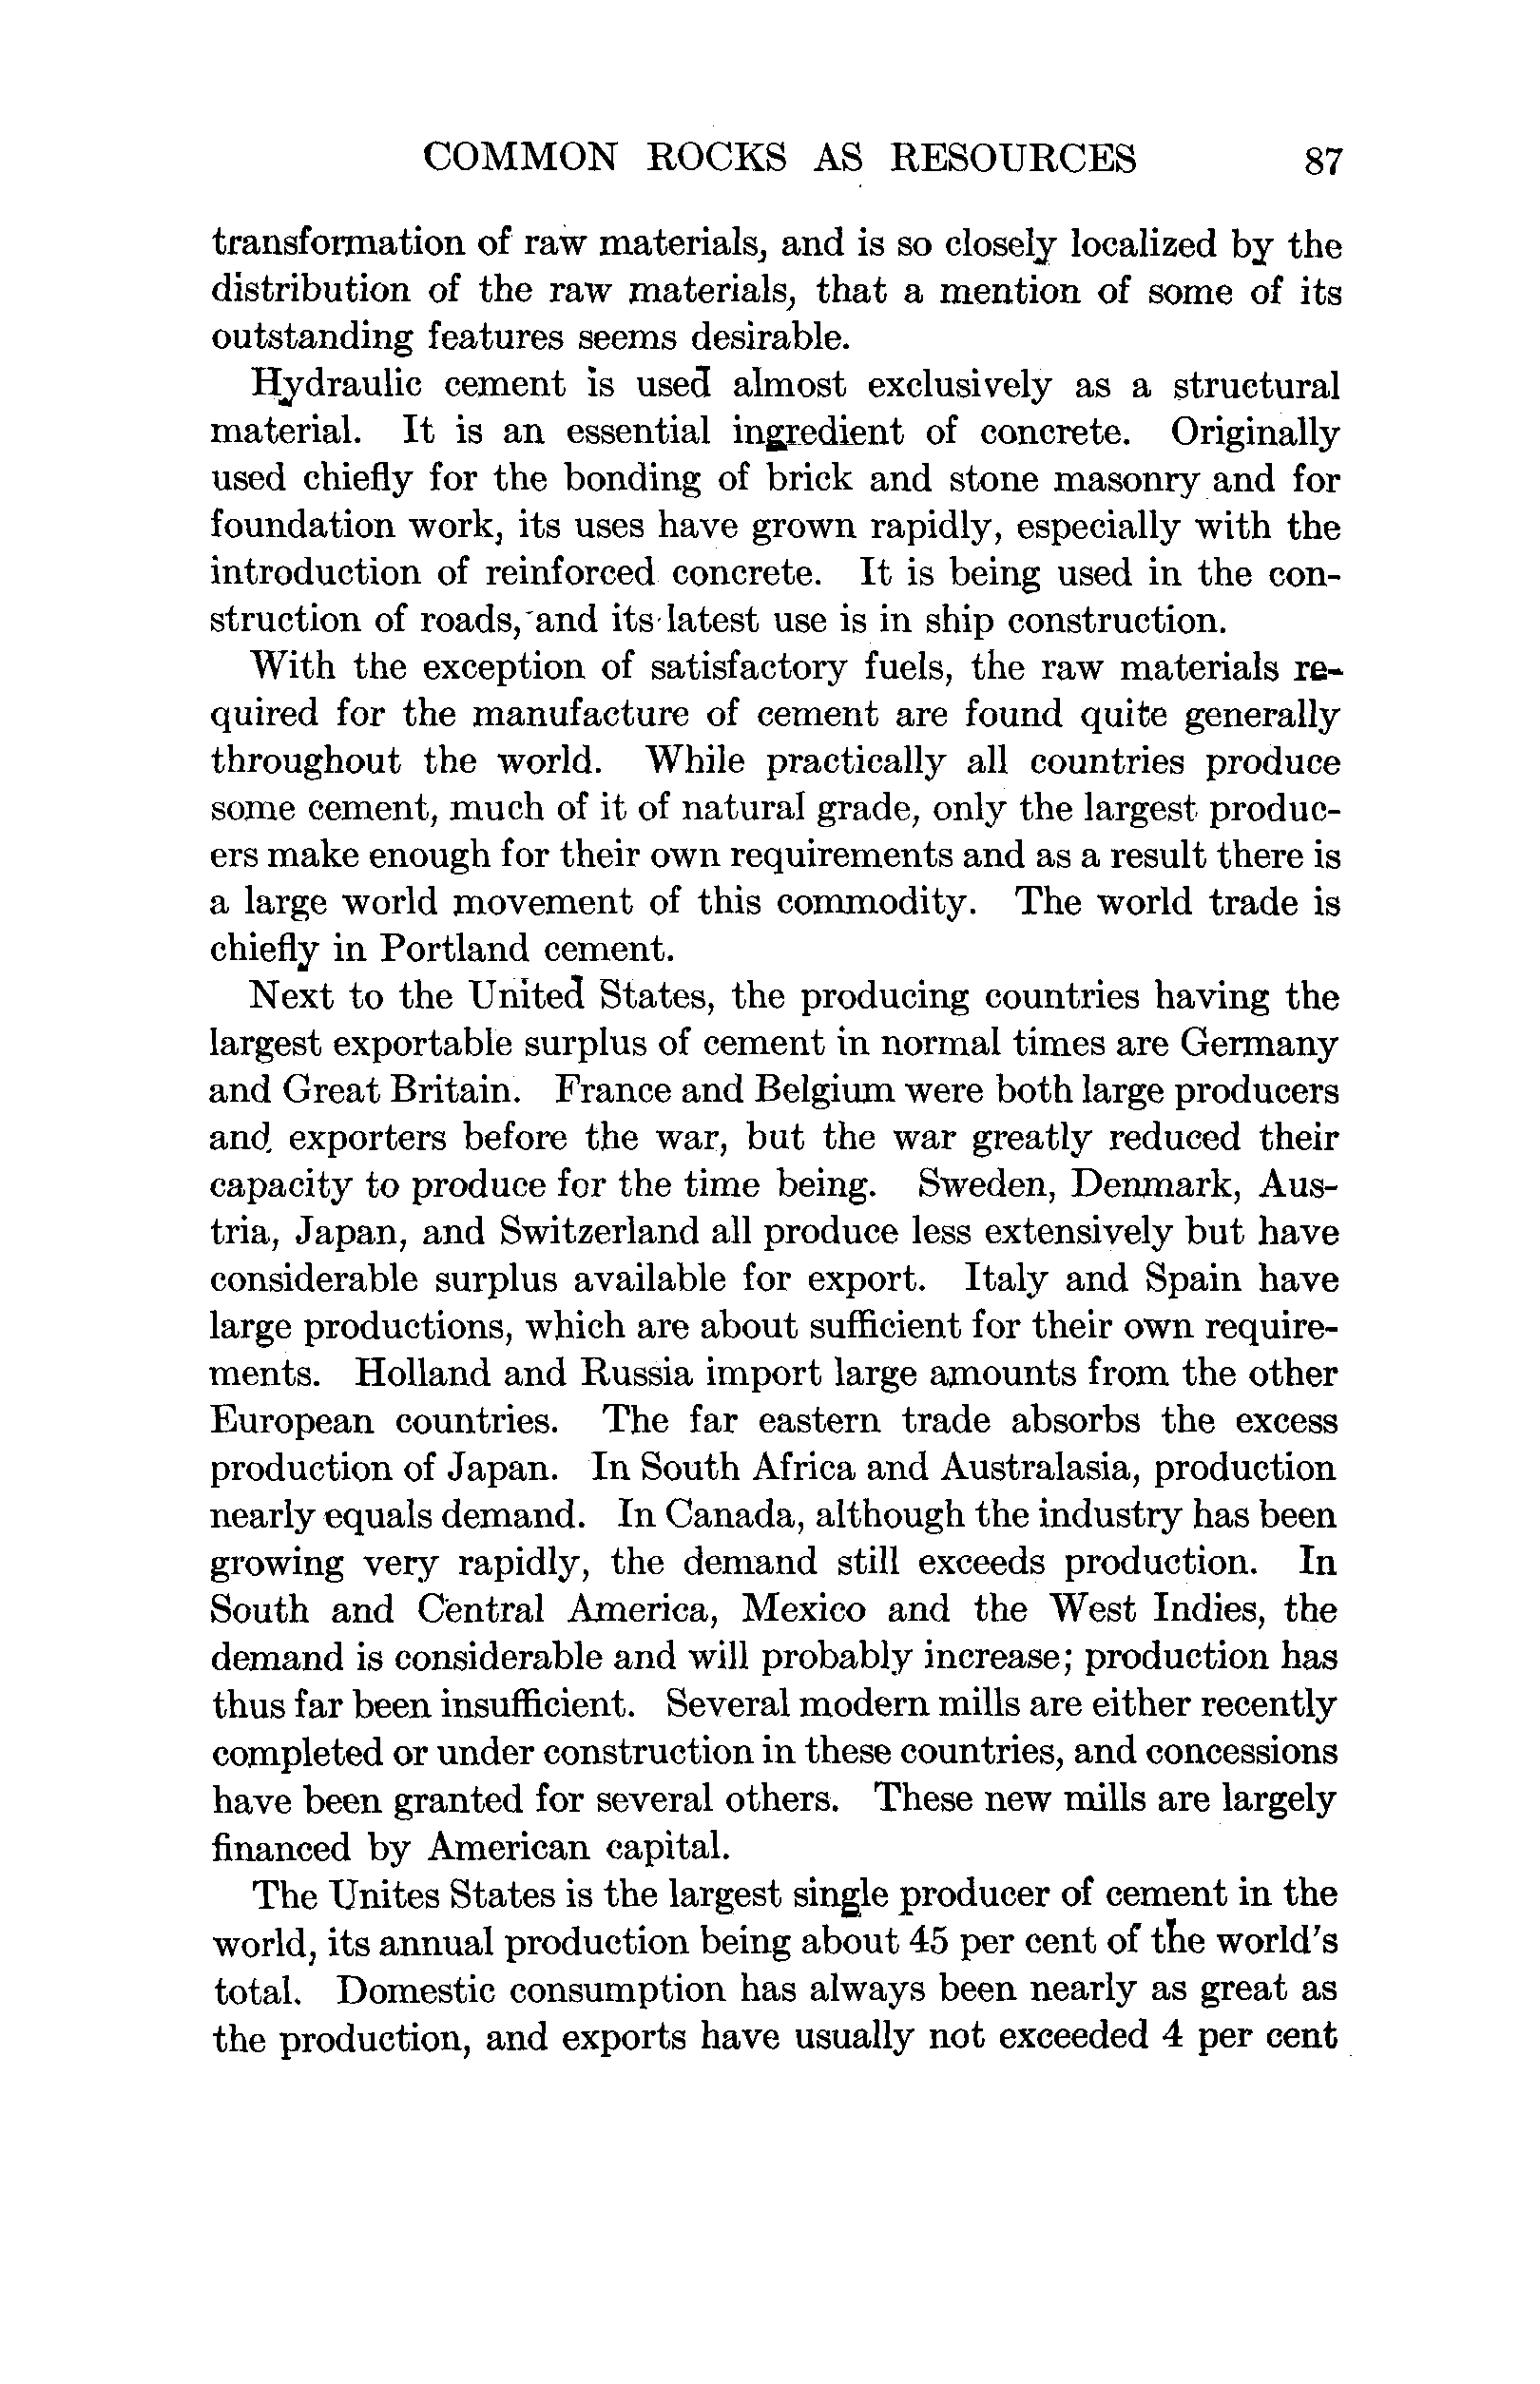 COMMON ROCKS AS RESOURCES 87
transformation of raw materials, and is so closely localized by the
distribution of the raw materials, that a mention of some of its
outstanding features seems desirable.
Hydraulic cement is used almost exclusively as a structural
material. It is an essential ingredient of concrete. Originally
used chiefly for the bonding of brick and stone masonry and for
foundation work, its uses have grown rapidly, especially with the
introduction of reinforced concrete. It is being used in the con-
struction of roads, and its latest use is in ship construction.
With the exception of satisfactory fuels, the raw materials re-
quired for the manufacture of cement are found quite generally
throughout the world. While practically all countries produce
some cement, much of it of natural grade, only the largest produc-
ers make enough for their own requirements and as a result there is
a large world movement of this commodity. The world trade is
chiefly in Portland cement.
Next to the United States, the producing countries having the
largest exportable surplus of cement in normal times are Germany
and Great Britain. France and Belgium were both large producers
and exporters before the war, but the war greatly reduced their
capacity to produce for the time being. Sweden, Denmark, Aus-
tria, Japan, and Switzerland all produce less extensively but have
considerable surplus available for export. Italy and Spain have
large productions, which are about sufficient for their own require-
ments. Holland and Russia import large amounts from the other
European countries. The far eastern trade absorbs the excess
production of Japan. In South Africa and Australasia, production
nearly equals demand. In Canada, although the industry has been
growing very rapidly, the demand still exceeds production. In
South and Central America, Mexico and the West Indies, the
demand is considerable and will probably increase; production has
thus far been insufficient. Several modern mills are either recently
completed or under construction in these countries, and concessions
have been granted for several others. These new mills are largely
financed by American capital.
The Unites States is the largest single producer of cement in the
world, its annual production being about 45 per cent of the world's
total. Domestic consumption has always been nearly as great as
the production, and exports have usually not exceeded 4 per cent